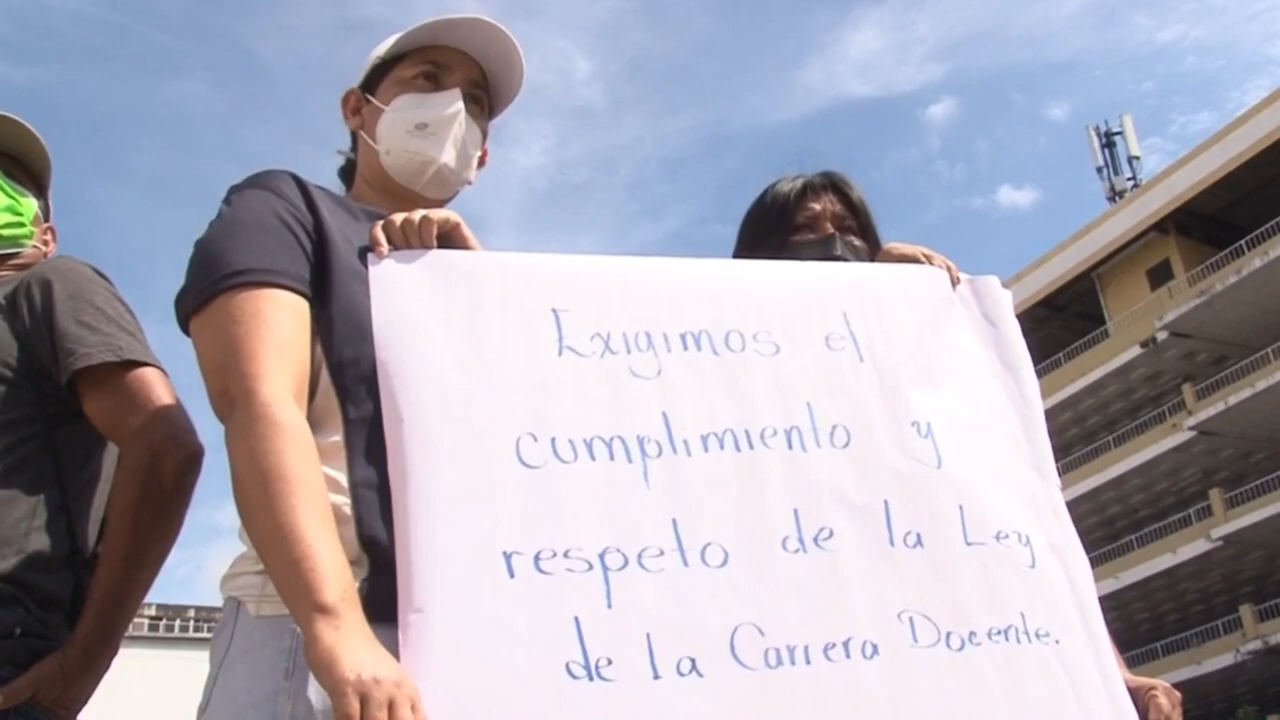 Exigimos el
cumplimiento y
respeto de la Ley
de la Carrera Docente.